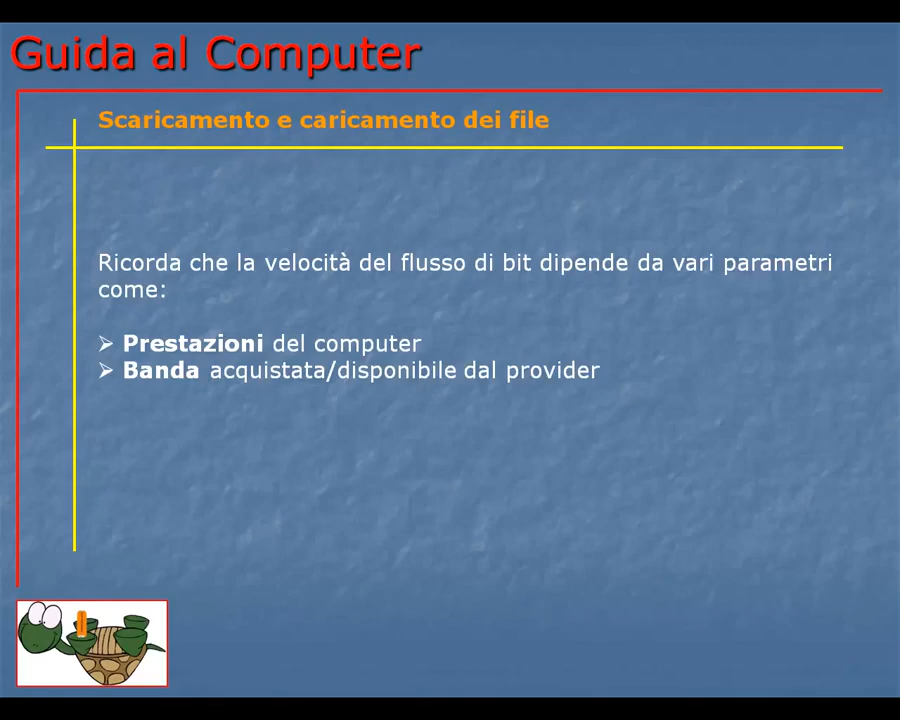 Guida al Computer
Scaricamento e caricamento dei file
Ricorda che la velocità del flusso di bit dipende da vari parametri
come:
➢ Prestazioni del computer
➢ Banda acquistata/disponibile dal provider